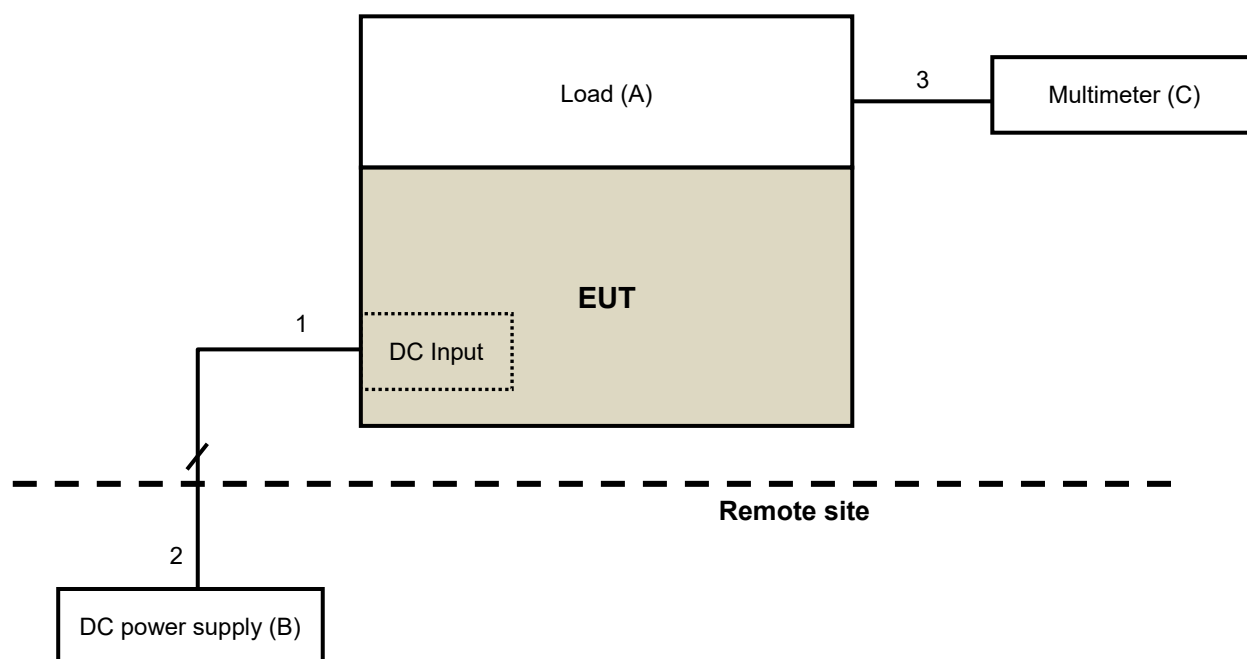 Load (A)
3
Multimeter (C)
EUT
1
DC Input
Remote site
2
DC power supply (B)